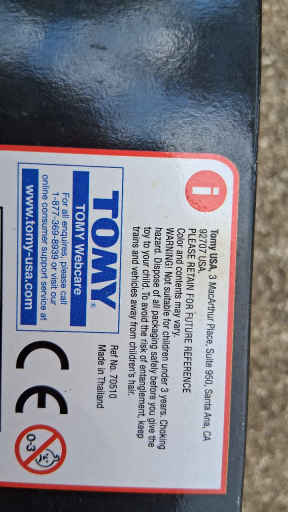 i
Tomy USA, 3 MacArthur Place, Suite 950, Santa Ana, CA
92707 USA.
PLEASE RETAIN FOR FUTURE REFERENCE
Color and contents may vary.
WARNING! Not suitable for children under 3 years. Choking
hazard. Dispose of all packaging safely before you give the
toy to your child. To avoid the risk of entanglement, keep
trains and vehicles away from children's hair.
TOMY®
TOMY Webcare
For all enquiries, please call
1-877-369-8939 or visit our
online consumer support service at
www.tomy-usa.com
Ref No. 70510
Made in Thailand
CE
0-3